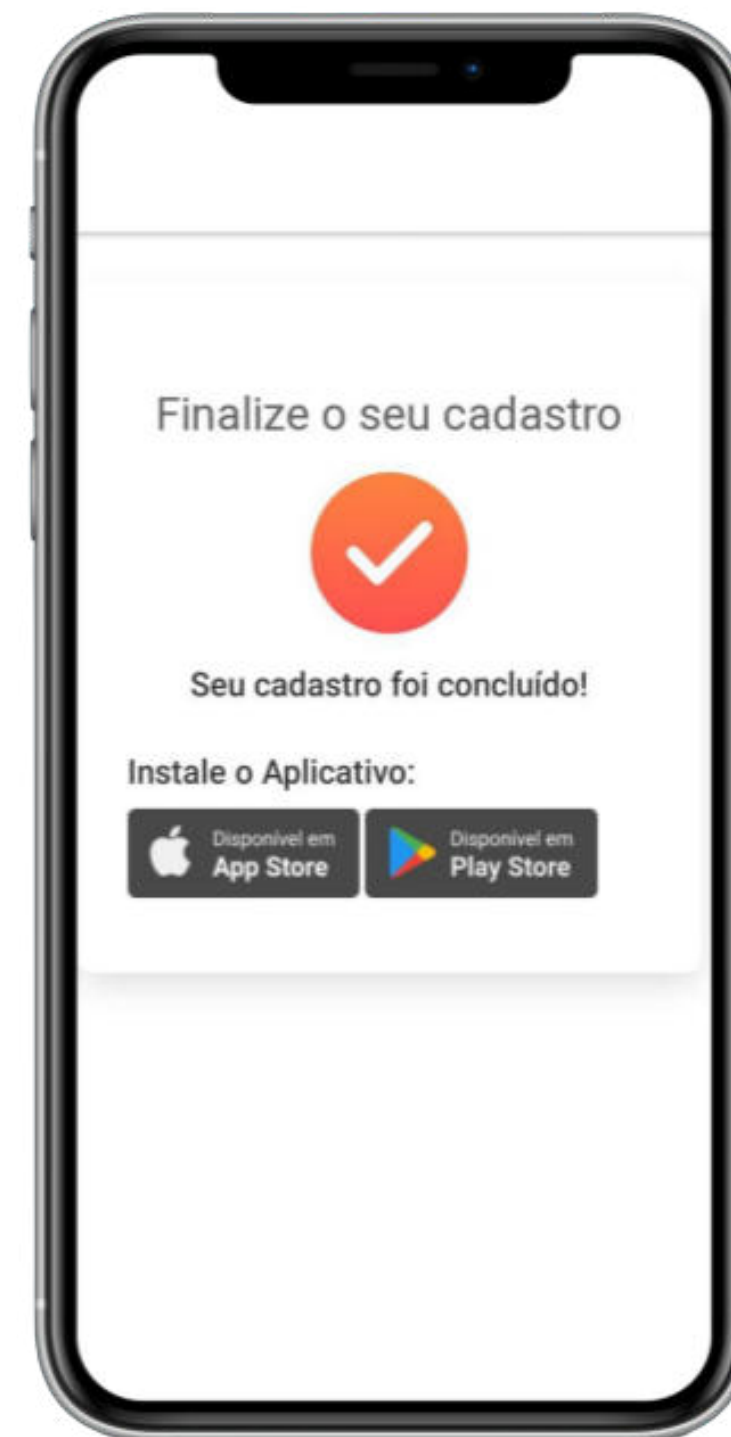 Finalize o seu cadastro
Seu cadastro foi concluído!
Instale o Aplicativo:
Disponível em
App Store
Disponível em
Play Store